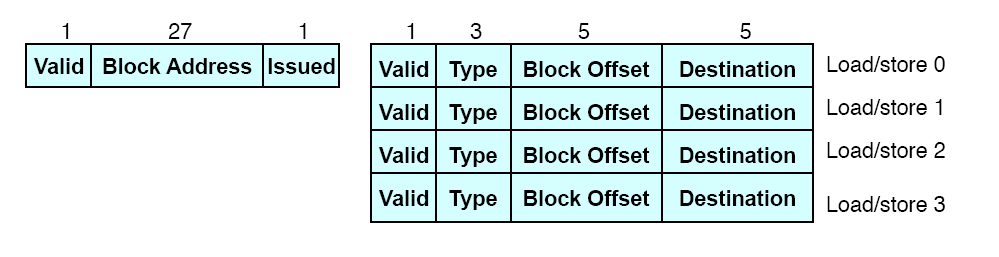 1 27 1 1 3 5 5
Valid Block Address Issued Valid Type Block Offset Destination Load/store 0
Valid Type Block Offset Destination Load/store 1
Valid Type Block Offset Destination Load/store 2
Valid Type Block Offset Destination Load/store 3